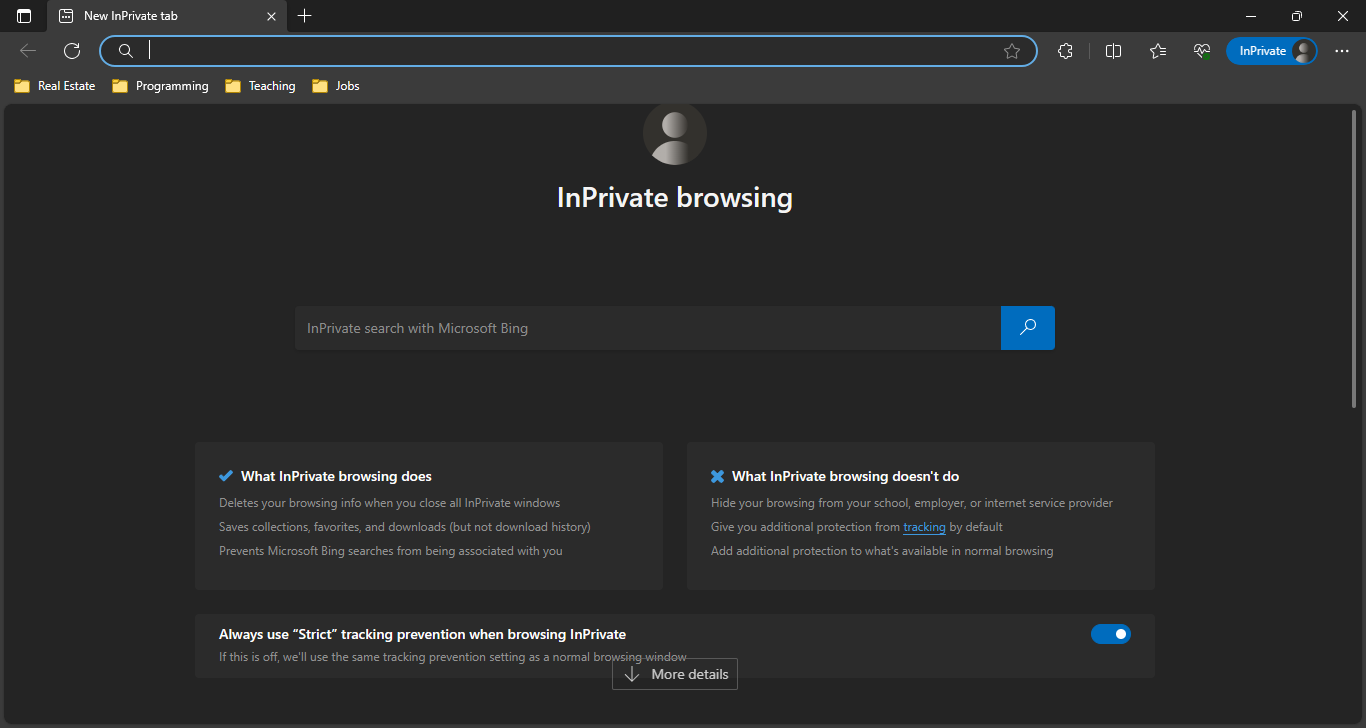 New InPrivate tab
InPrivate
Real Estate
Programming
Teaching
Jobs
InPrivate browsing
InPrivate search with Microsoft Bing
What InPrivate browsing does
Deletes your browsing info when you close all InPrivate windows
Saves collections, favorites, and downloads (but not download history)
Prevents Microsoft Bing searches from being associated with you
What InPrivate browsing doesn't do
Hide your browsing from your school, employer, or internet service provider
Give you additional protection from tracking by default
Add additional protection to what's available in normal browsing
Always use “Strict” tracking prevention when browsing InPrivate
If this is off, we'll use the same tracking prevention setting as a normal browsing window
More details